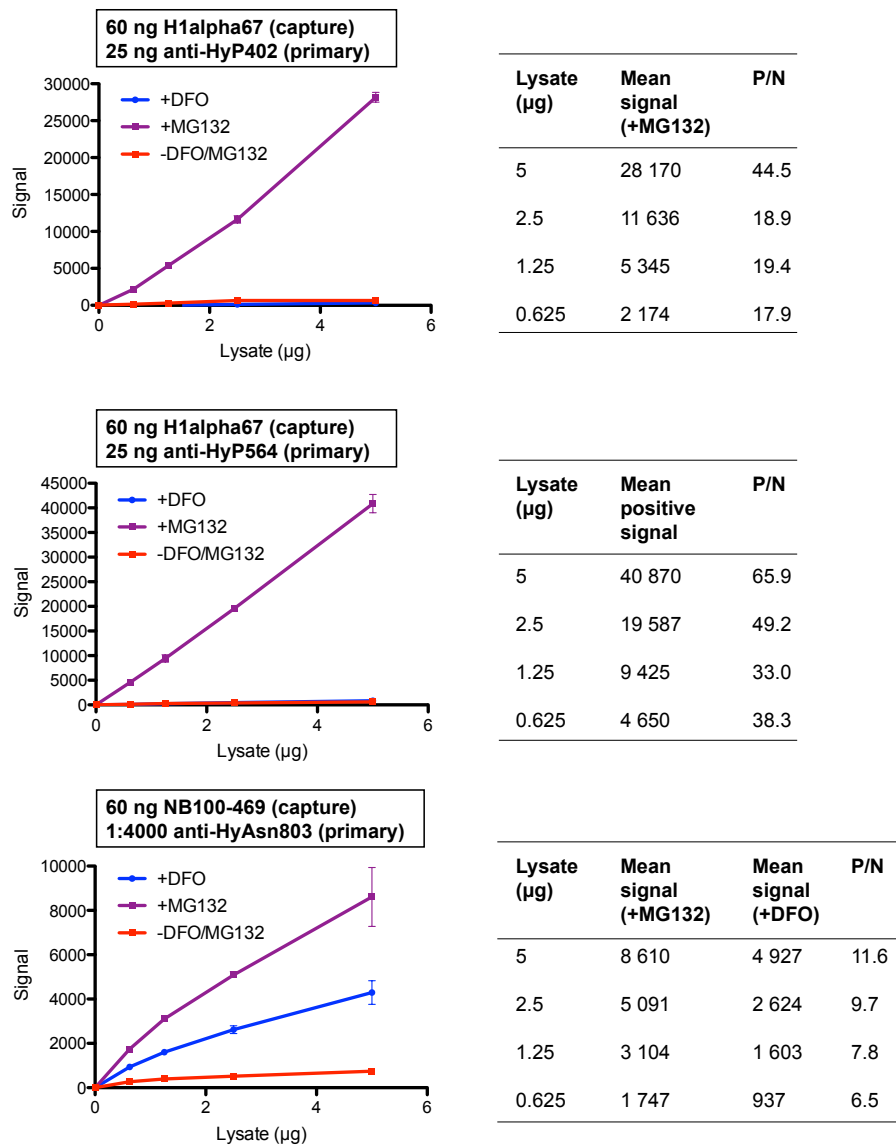 60 ng H1alpha67 (capture)
25 ng anti-HyP402 (primary)
30000
25000
20000
15000
10000
5000
0
Signal
+DFO
+MG132
-DFO/MG132
0 2 4 6
Lysate (µg)
Lysate Mean P/N
(µg) signal
(+MG132)
5 28 170 44.5
2.5 11 636 18.9
1.25 5 345 19.4
0.625 2 174 17.9
60 ng H1alpha67 (capture)
25 ng anti-HyP564 (primary)
45000
40000
35000
30000
25000
20000
15000
10000
5000
0
Signal
+DFO
+MG132
-DFO/MG132
0 2 4 6
Lysate (µg)
Lysate Mean P/N
(µg) positive
signal
5 40 870 65.9
2.5 19 587 49.2
1.25 9 425 33.0
0.625 4 650 38.3
60 ng NB100-469 (capture)
1:4000 anti-HyAsn803 (primary)
10000
8000
6000
4000
2000
0
Signal
+DFO
+MG132
-DFO/MG132
0 2 4 6
Lysate (µg)
Lysate Mean Mean P/N
(µg) signal signal
(+MG132) (+DFO)
5 8 610 4 927 11.6
2.5 5 091 2 624 9.7
1.25 3 104 1 603 7.8
0.625 1 747 937 6.5